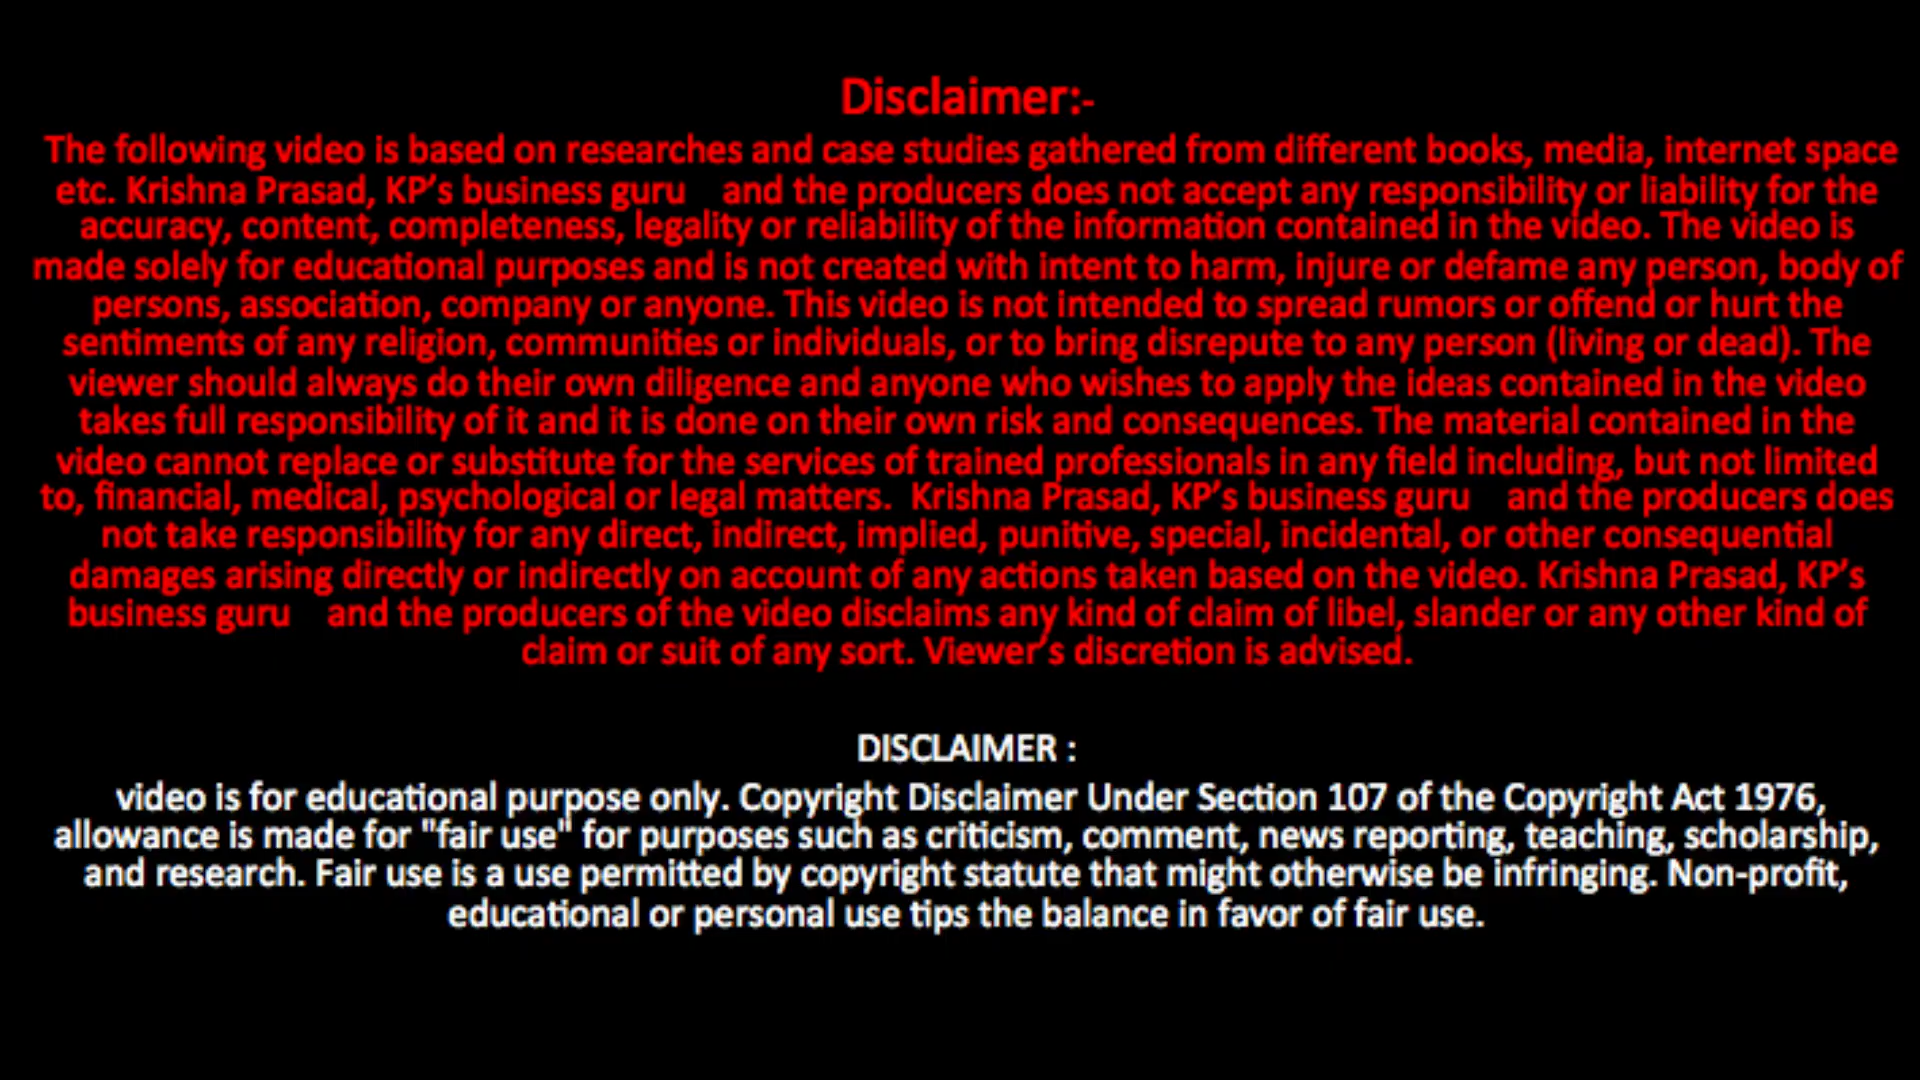 Disclaimer:-
The following video is based on researches and case studies gathered from different books, media, internet space
etc. Krishna Prasad, KP’s business guru and the producers does not accept any responsibility or liability for the
accuracy, content, completeness, legality or reliability of the information contained in the video. The video is
made solely for educational purposes and is not created with intent to harm, injure or defame any person, body of
persons, association, company or anyone. This video is not intended to spread rumors or offend or hurt the
sentiments of any religion, communities or individuals, or to bring disrepute to any person (living or dead). The
viewer should always do their own diligence and anyone who wishes to apply the ideas contained in the video
takes full responsibility of it and it is done on their own risk and consequences. The material contained in the
video cannot replace or substitute for the services of trained professionals in any field including, but not limited
to, financial, medical, psychological or legal matters. Krishna Prasad, KP’s business guru and the producers does
not take responsibility for any direct, indirect, implied, punitive, special, incidental, or other consequential
damages arising directly or indirectly on account of any actions taken based on the video. Krishna Prasad, KP’s
business guru and the producers of the video disclaims any kind of claim of libel, slander or any other kind of
claim or suit of any sort. Viewer’s discretion is advised.
DISCLAIMER :
video is for educational purpose only. Copyright Disclaimer Under Section 107 of the Copyright Act 1976,
allowance is made for "fair use" for purposes such as criticism, comment, news reporting, teaching, scholarship,
and research. Fair use is a use permitted by copyright statute that might otherwise be infringing. Non-profit,
educational or personal use tips the balance in favor of fair use.